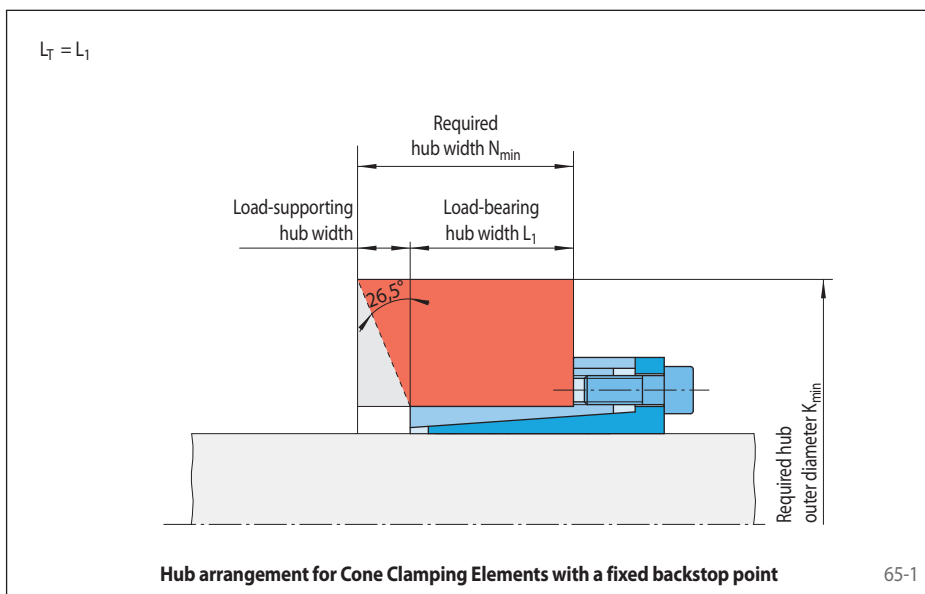 L_T = L_1
Required
hub width N_min
Load-supporting
hub width
Load-bearing
hub width L_1
26,5°
Required hub
outer diameter K_min
Hub arrangement for Cone Clamping Elements with a fixed backstop point
65-1